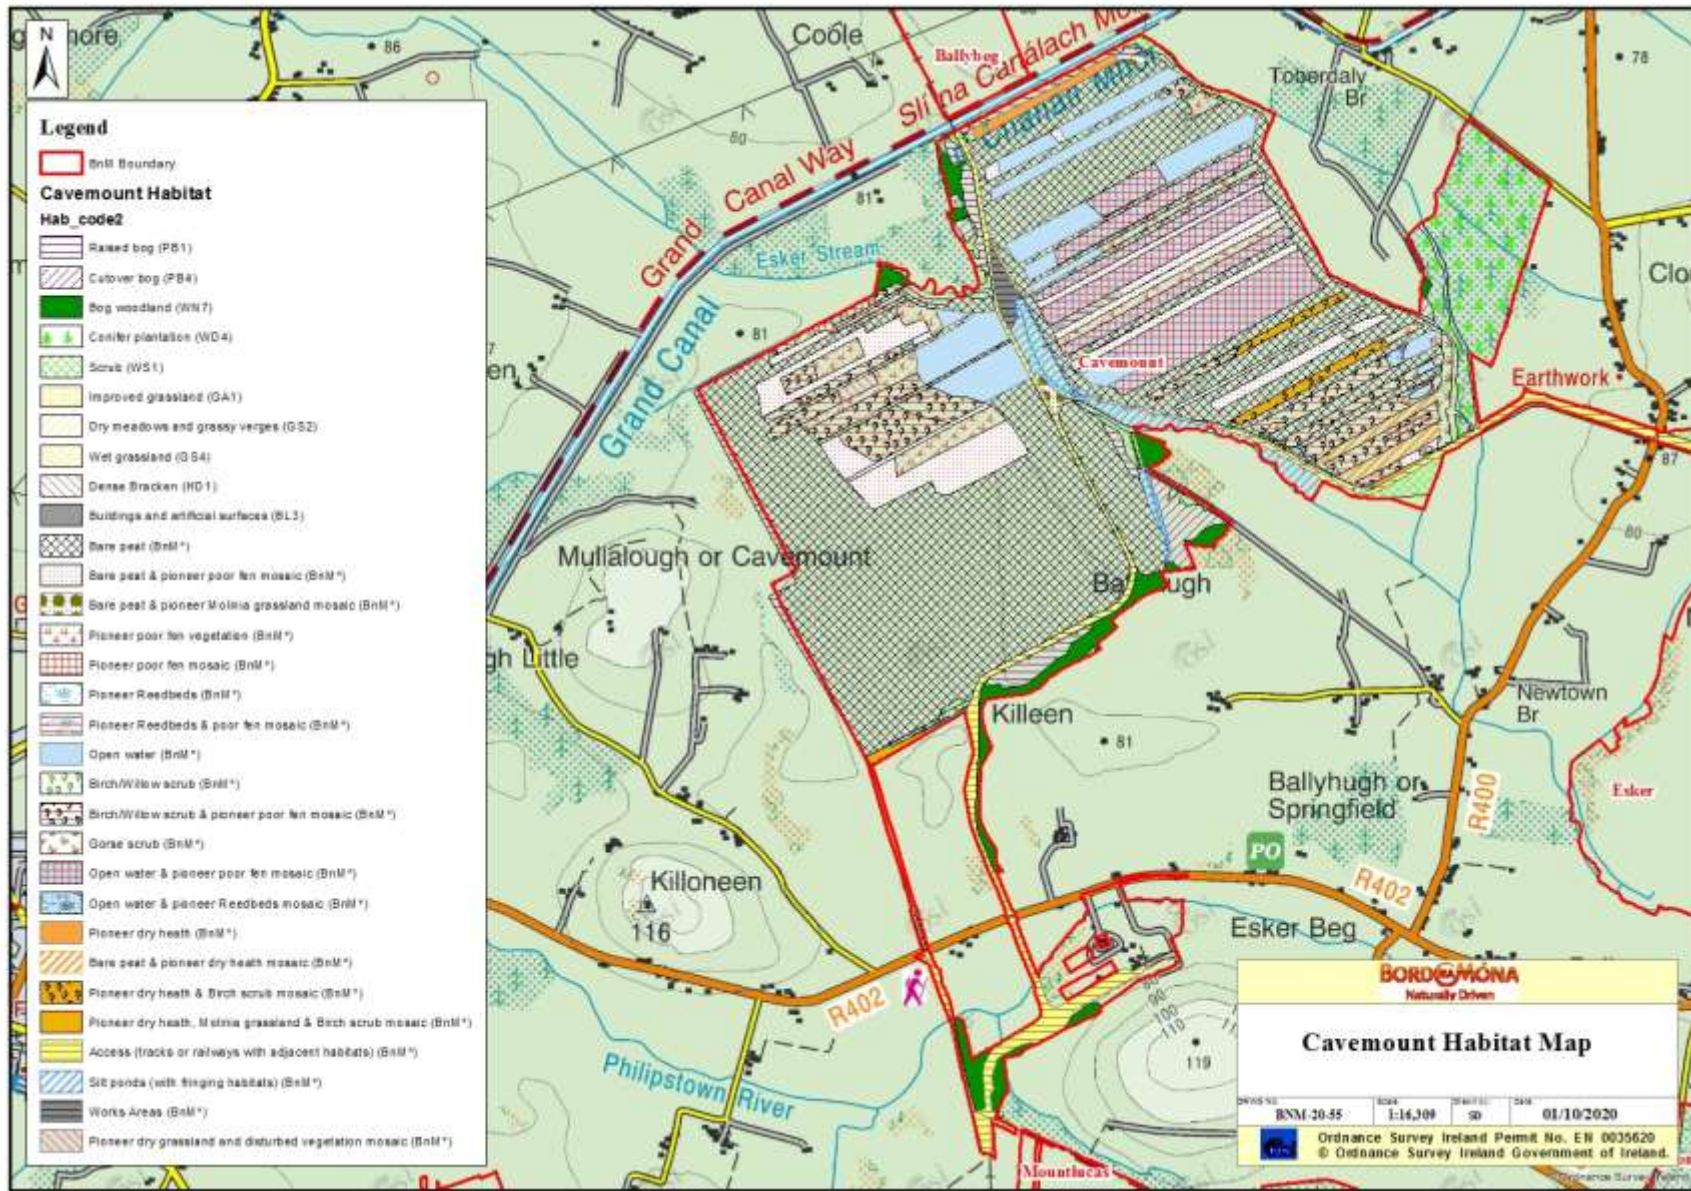 N
Legend
BnM Boundary
Cavemount Habitat
Hab_code2
Raised bog (PB1)
Cutover bog (PB4)
Bog woodland (WN7)
Conifer plantation (WD4)
Scrub (WS1)
Improved grassland (GA1)
Dry meadows and grassy verges (GS2)
Wet grassland (GS4)
Dense Bracken (HD1)
Buildings and artificial surfaces (BL3)
Bare peat (BnM*)
Bare peat & pioneer poor fen mosaic (BnM*)
Bare peat & pioneer Molinia grassland mosaic (BnM*)
Pioneer poor fen vegetation (BnM*)
Pioneer poor fen mosaic (BnM*)
Pioneer Reedbeds (BnM*)
Pioneer Reedbeds & poor fen mosaic (BnM*)
Open water (BnM*)
Birch/Willow scrub (BnM*)
Birch/Willow scrub & pioneer poor fen mosaic (BnM*)
Gorse scrub (BnM*)
Open water & pioneer poor fen mosaic (BnM*)
Open water & pioneer Reedbeds mosaic (BnM*)
Pioneer dry heath (BnM*)
Bare peat & pioneer dry heath mosaic (BnM*)
Pioneer dry heath & Birch scrub mosaic (BnM*)
Pioneer dry heath, Molinia grassland & Birch scrub mosaic (BnM*)
Access (tracks or railways with adjacent habitats) (BnM*)
Silt ponds (with fringing habitats) (BnM*)
Works Areas (BnM*)
Pioneer dry grassland and disturbed vegetation mosaic (BnM*)
86
Coole
Ballybeg
80
Slí na Canálach
Toberdaly
Br
78
Grand Canal Way
81
Esker Stream
Grand Canal
81
Clo
Cavemount
Earthwork
87
80
Mullalough or Cavemount
gh Little
Killeen
81
Newtown
Br
Ballyhugh or
Springfield
R400
Esker
PO
Killoneen
116
R402
R402
Esker Beg
90
100
110
119
Philipstown River
Mountlucas
BORD NA MÓNA
Naturally Driven
Cavemount Habitat Map
BNM-20-55
1:16,309
SO
01/10/2020
Ordnance Survey Ireland Permit No. EN 0035620
© Ordnance Survey Ireland Government of Ireland.